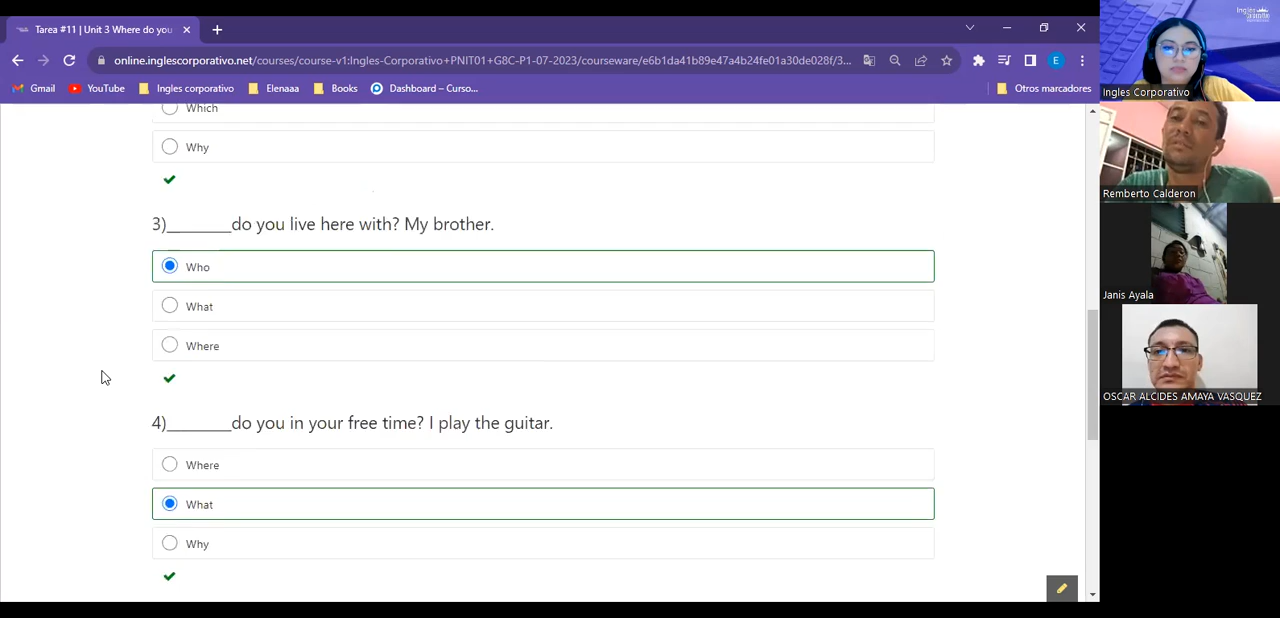 Tarea #11 | Unit 3 Where do you
online.inglescorporativo.net/courses/course-v1:Ingles-Corporativo+PNIT01+G8C-P1-07-2023/courseware/e6b1da41b89e47a4b24fe01a30de028f/3...
Gmail YouTube Ingles corporativo Elenaaa Books Dashboard – Curso... Otros marcadores
Which
Why
3)________do you live here with? My brother.
Who
What
Where
4)________do you in your free time? I play the guitar.
Where
What
Why
E
Ingles Corporativo
Remberto Calderon
Janis Ayala
OSCAR ALCIDES AMAYA VASQUEZ